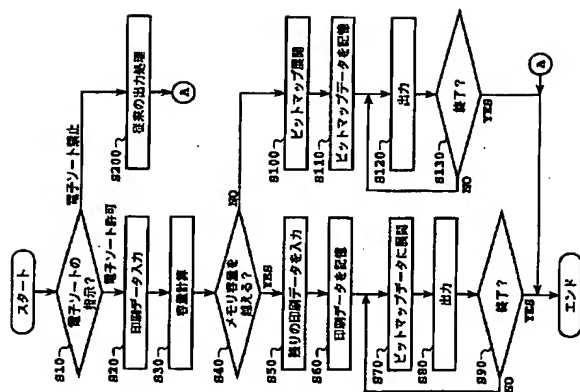 スタート
S10
電子ソートの
指示?
電子ソート禁止
S200
従来の出力処理
A
電子ソート許可
S20
印刷データ入力
S30
容量計算
S40
メモリ容量を
越える?
NO
YES
S50
残りの印刷データを入力
S60
印刷データを記憶
S70
ビットマップデータに展開
S80
出力
S90
終了?
NO
YES
S100
ビットマップ展開
S110
ビットマップデータを記憶
S120
出力
S130
終了?
NO
YES
A
エンド